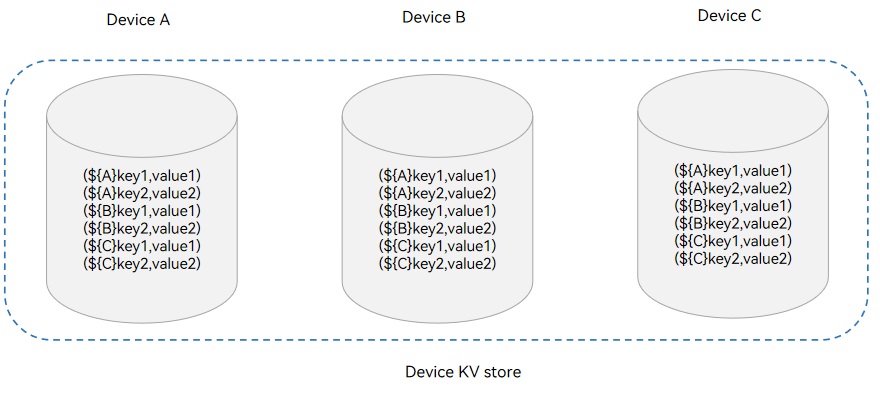 Device A
Device B
Device C
(${A}key1,value1)
(${A}key2,value2)
(${B}key1,value1)
(${B}key2,value2)
(${C}key1,value1)
(${C}key2,value2)
(${A}key1,value1)
(${A}key2,value2)
(${B}key1,value1)
(${B}key2,value2)
(${C}key1,value1)
(${C}key2,value2)
(${A}key1,value1)
(${A}key2,value2)
(${B}key1,value1)
(${B}key2,value2)
(${C}key1,value1)
(${C}key2,value2)
Device KV store